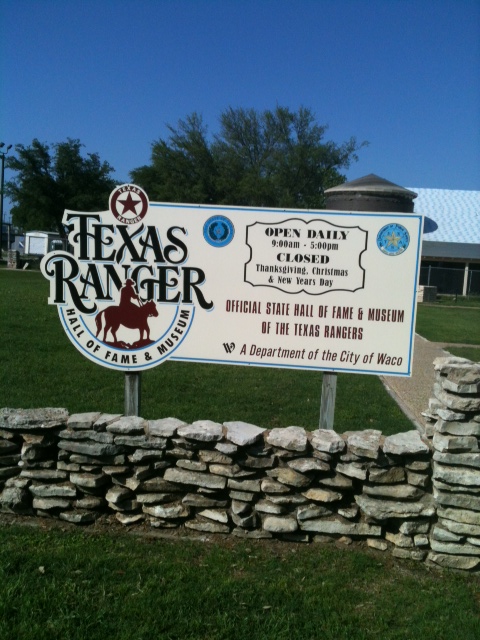 TEXAS
RANGER
TEXAS
RANGER
HALL OF FAME & MUSEUM
OPEN DAILY
9:00am - 5:00pm
CLOSED
Thanksgiving, Christmas
& New Years Day
OFFICIAL STATE HALL OF FAME & MUSEUM
OF THE TEXAS RANGERS
A Department of the City of Waco